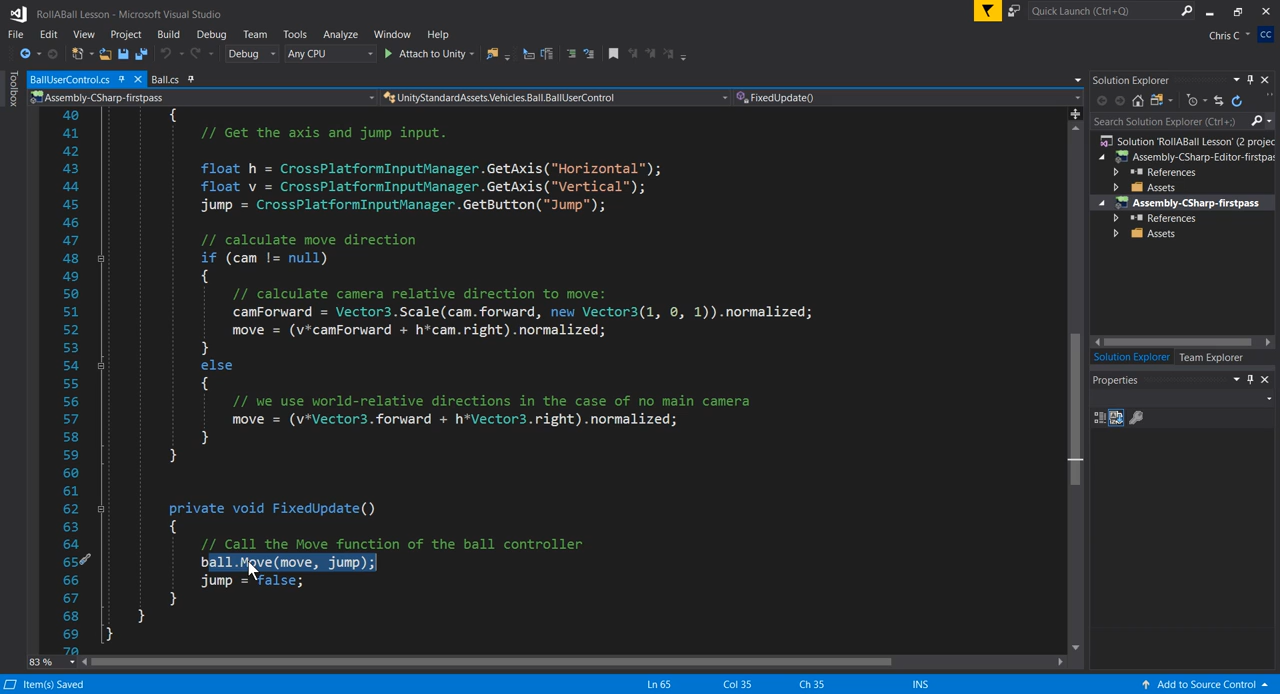 RollABall Lesson - Microsoft Visual Studio
Quick Launch (Ctrl+Q)
File Edit View Project Build Debug Team Tools Analyze Window Help
Chris C CC
Debug Any CPU Attach to Unity
Toolbox
BallUserControl.cs Ball.cs
Assembly-CSharp-firstpass UnityStandardAssets.Vehicles.Ball.BallUserControl FixedUpdate()
40 {
41 // Get the axis and jump input.
42
43 float h = CrossPlatformInputManager.GetAxis("Horizontal");
44 float v = CrossPlatformInputManager.GetAxis("Vertical");
45 jump = CrossPlatformInputManager.GetButton("Jump");
46
47 // calculate move direction
48 if (cam != null)
49 {
50 // calculate camera relative direction to move:
51 camForward = Vector3.Scale(cam.forward, new Vector3(1, 0, 1)).normalized;
52 move = (v*camForward + h*cam.right).normalized;
53 }
54 else
55 {
56 // we use world-relative directions in the case of no main camera
57 move = (v*Vector3.forward + h*Vector3.right).normalized;
58 }
59 }
60
61
62 private void FixedUpdate()
63 {
64 // Call the Move function of the ball controller
65 ball.Move(move, jump);
66 jump = false;
67 }
68 }
69 }
70
83 %
Solution Explorer
Search Solution Explorer (Ctrl+;)
Solution 'RollABall Lesson' (2 projec
Assembly-CSharp-Editor-firstpas
References
Assets
Assembly-CSharp-firstpass
References
Assets
Solution Explorer Team Explorer
Properties
Item(s) Saved Ln 65 Col 35 Ch 35 INS Add to Source Control